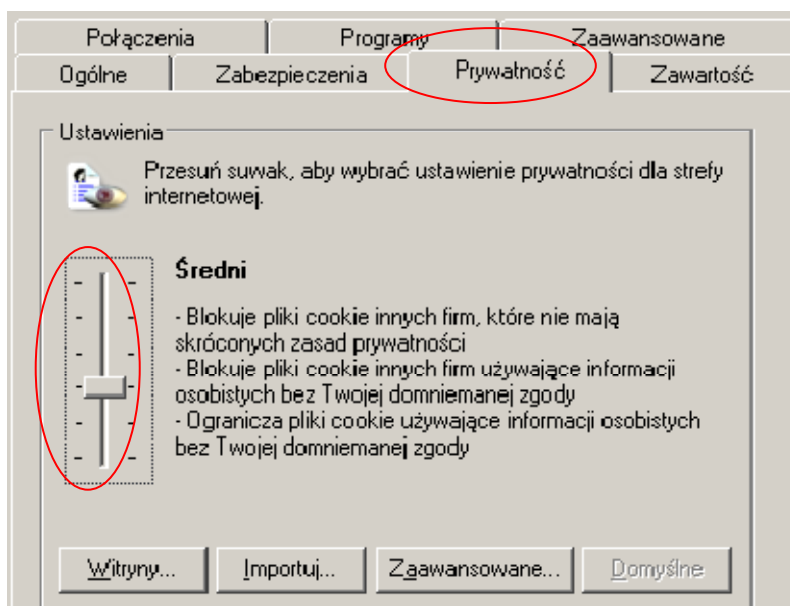 Połączenia Programy Zaawansowane
Ogólne Zabezpieczenia Prywatność Zawartość
Ustawienia
Przesuń suwak, aby wybrać ustawienie prywatności dla strefy
internetowej.
Średni
- Blokuje pliki cookie innych firm, które nie mają
skróconych zasad prywatności
- Blokuje pliki cookie innych firm używające informacji
osobistych bez Twojej domniemanej zgody
- Ogranicza pliki cookie używające informacji osobistych
bez Twojej domniemanej zgody
Witryny... Importuj... Zaawansowane... Domyślne